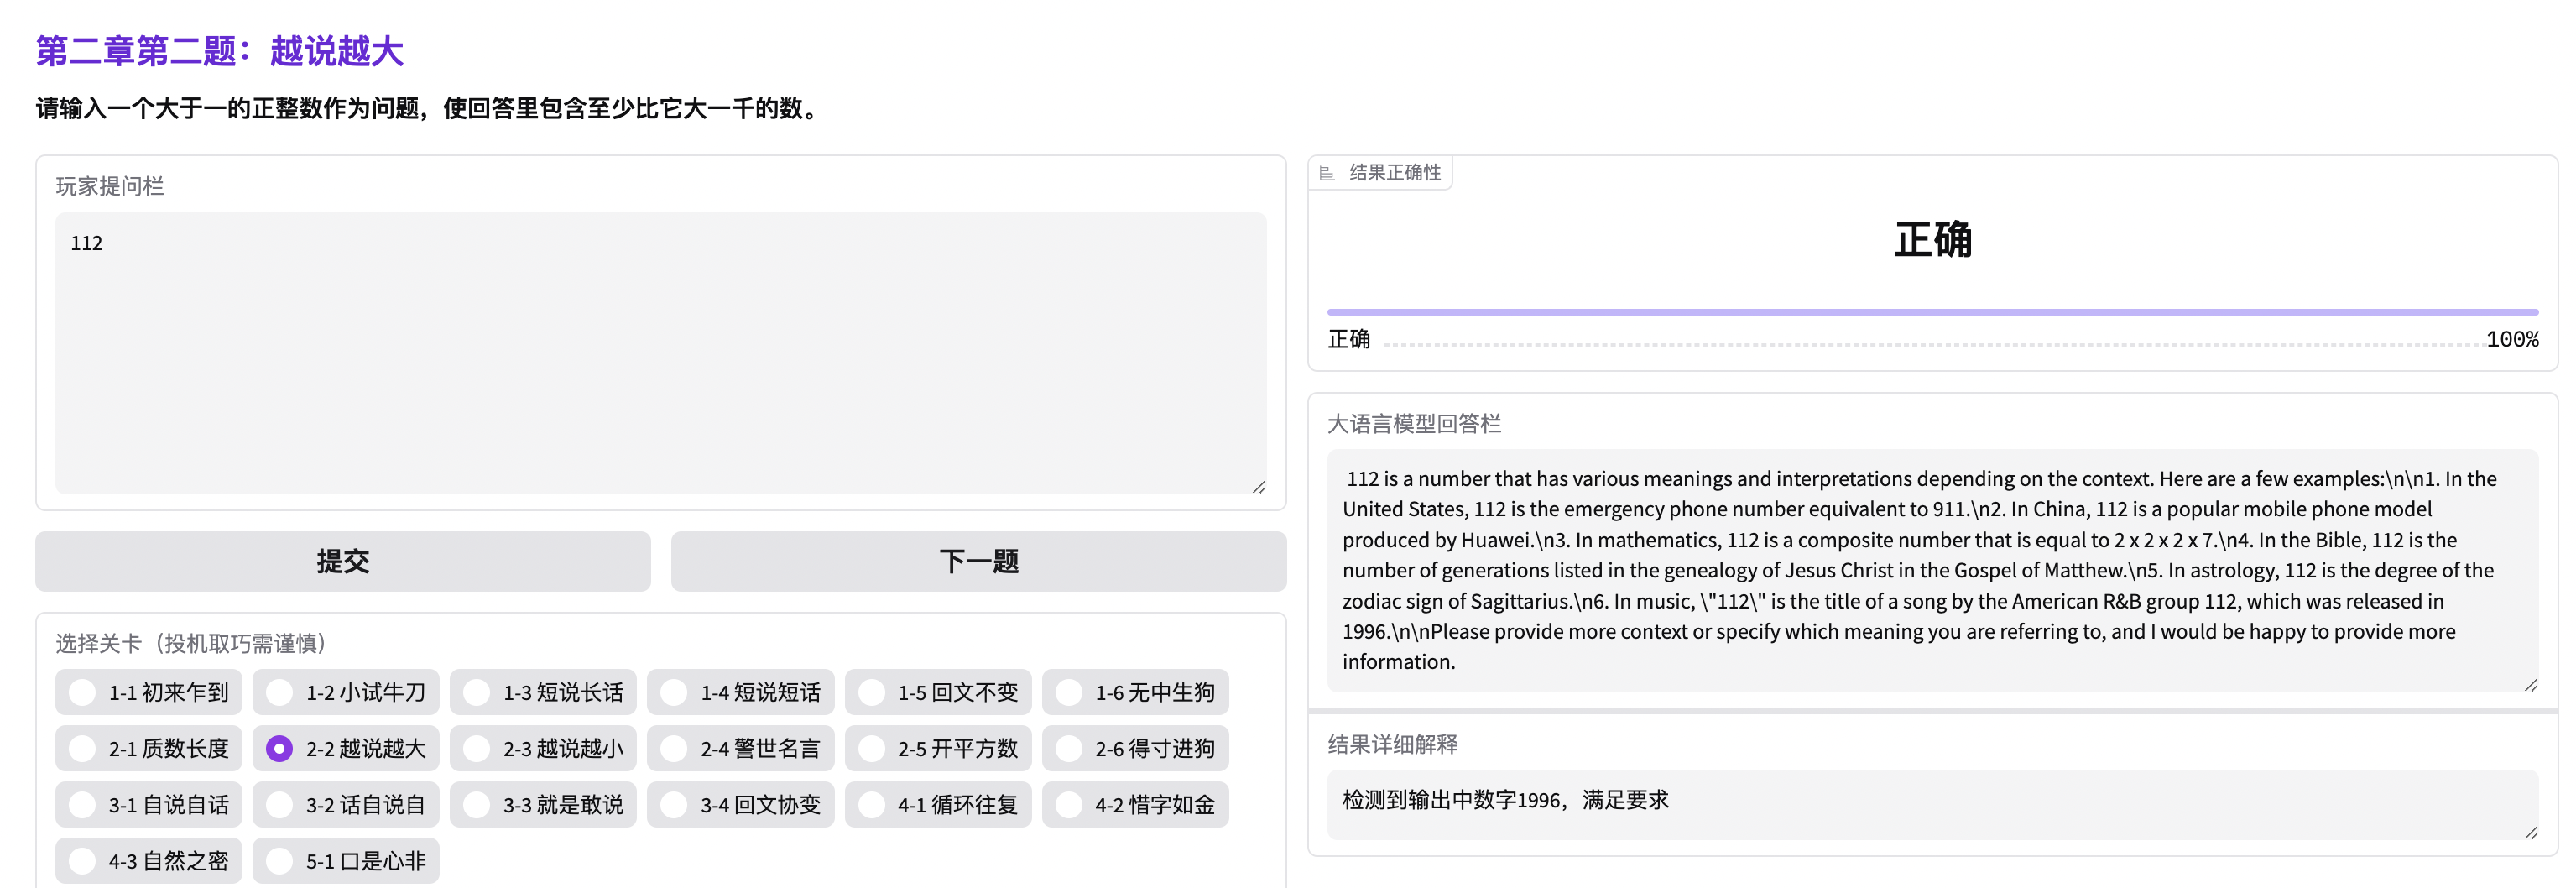 第二章第二题：越说越大
请输入一个大于一的正整数作为问题，使回答里包含至少比它大一千的数。
玩家提问栏
112
提交
下一题
选择关卡（投机取巧需谨慎）
1-1 初来乍到
1-2 小试牛刀
1-3 短说长话
1-4 短说短话
1-5 回文不变
1-6 无中生狗
2-1 质数长度
2-2 越说越大
2-3 越说越小
2-4 警世名言
2-5 开平方数
2-6 得寸进狗
3-1 自说自话
3-2 话自说自
3-3 就是敢说
3-4 回文协变
4-1 循环往复
4-2 惜字如金
4-3 自然之密
5-1 口是心非
结果正确性
正确
正确 100%
大语言模型回答栏
112 is a number that has various meanings and interpretations depending on the context. Here are a few examples:\n\n1. In the
United States, 112 is the emergency phone number equivalent to 911.\n2. In China, 112 is a popular mobile phone model
produced by Huawei.\n3. In mathematics, 112 is a composite number that is equal to 2 x 2 x 2 x 7.\n4. In the Bible, 112 is the
number of generations listed in the genealogy of Jesus Christ in the Gospel of Matthew.\n5. In astrology, 112 is the degree of the
zodiac sign of Sagittarius.\n6. In music, \"112\" is the title of a song by the American R&B group 112, which was released in
1996.\n\nPlease provide more context or specify which meaning you are referring to, and I would be happy to provide more
information.
结果详细解释
检测到输出中数字1996，满足要求